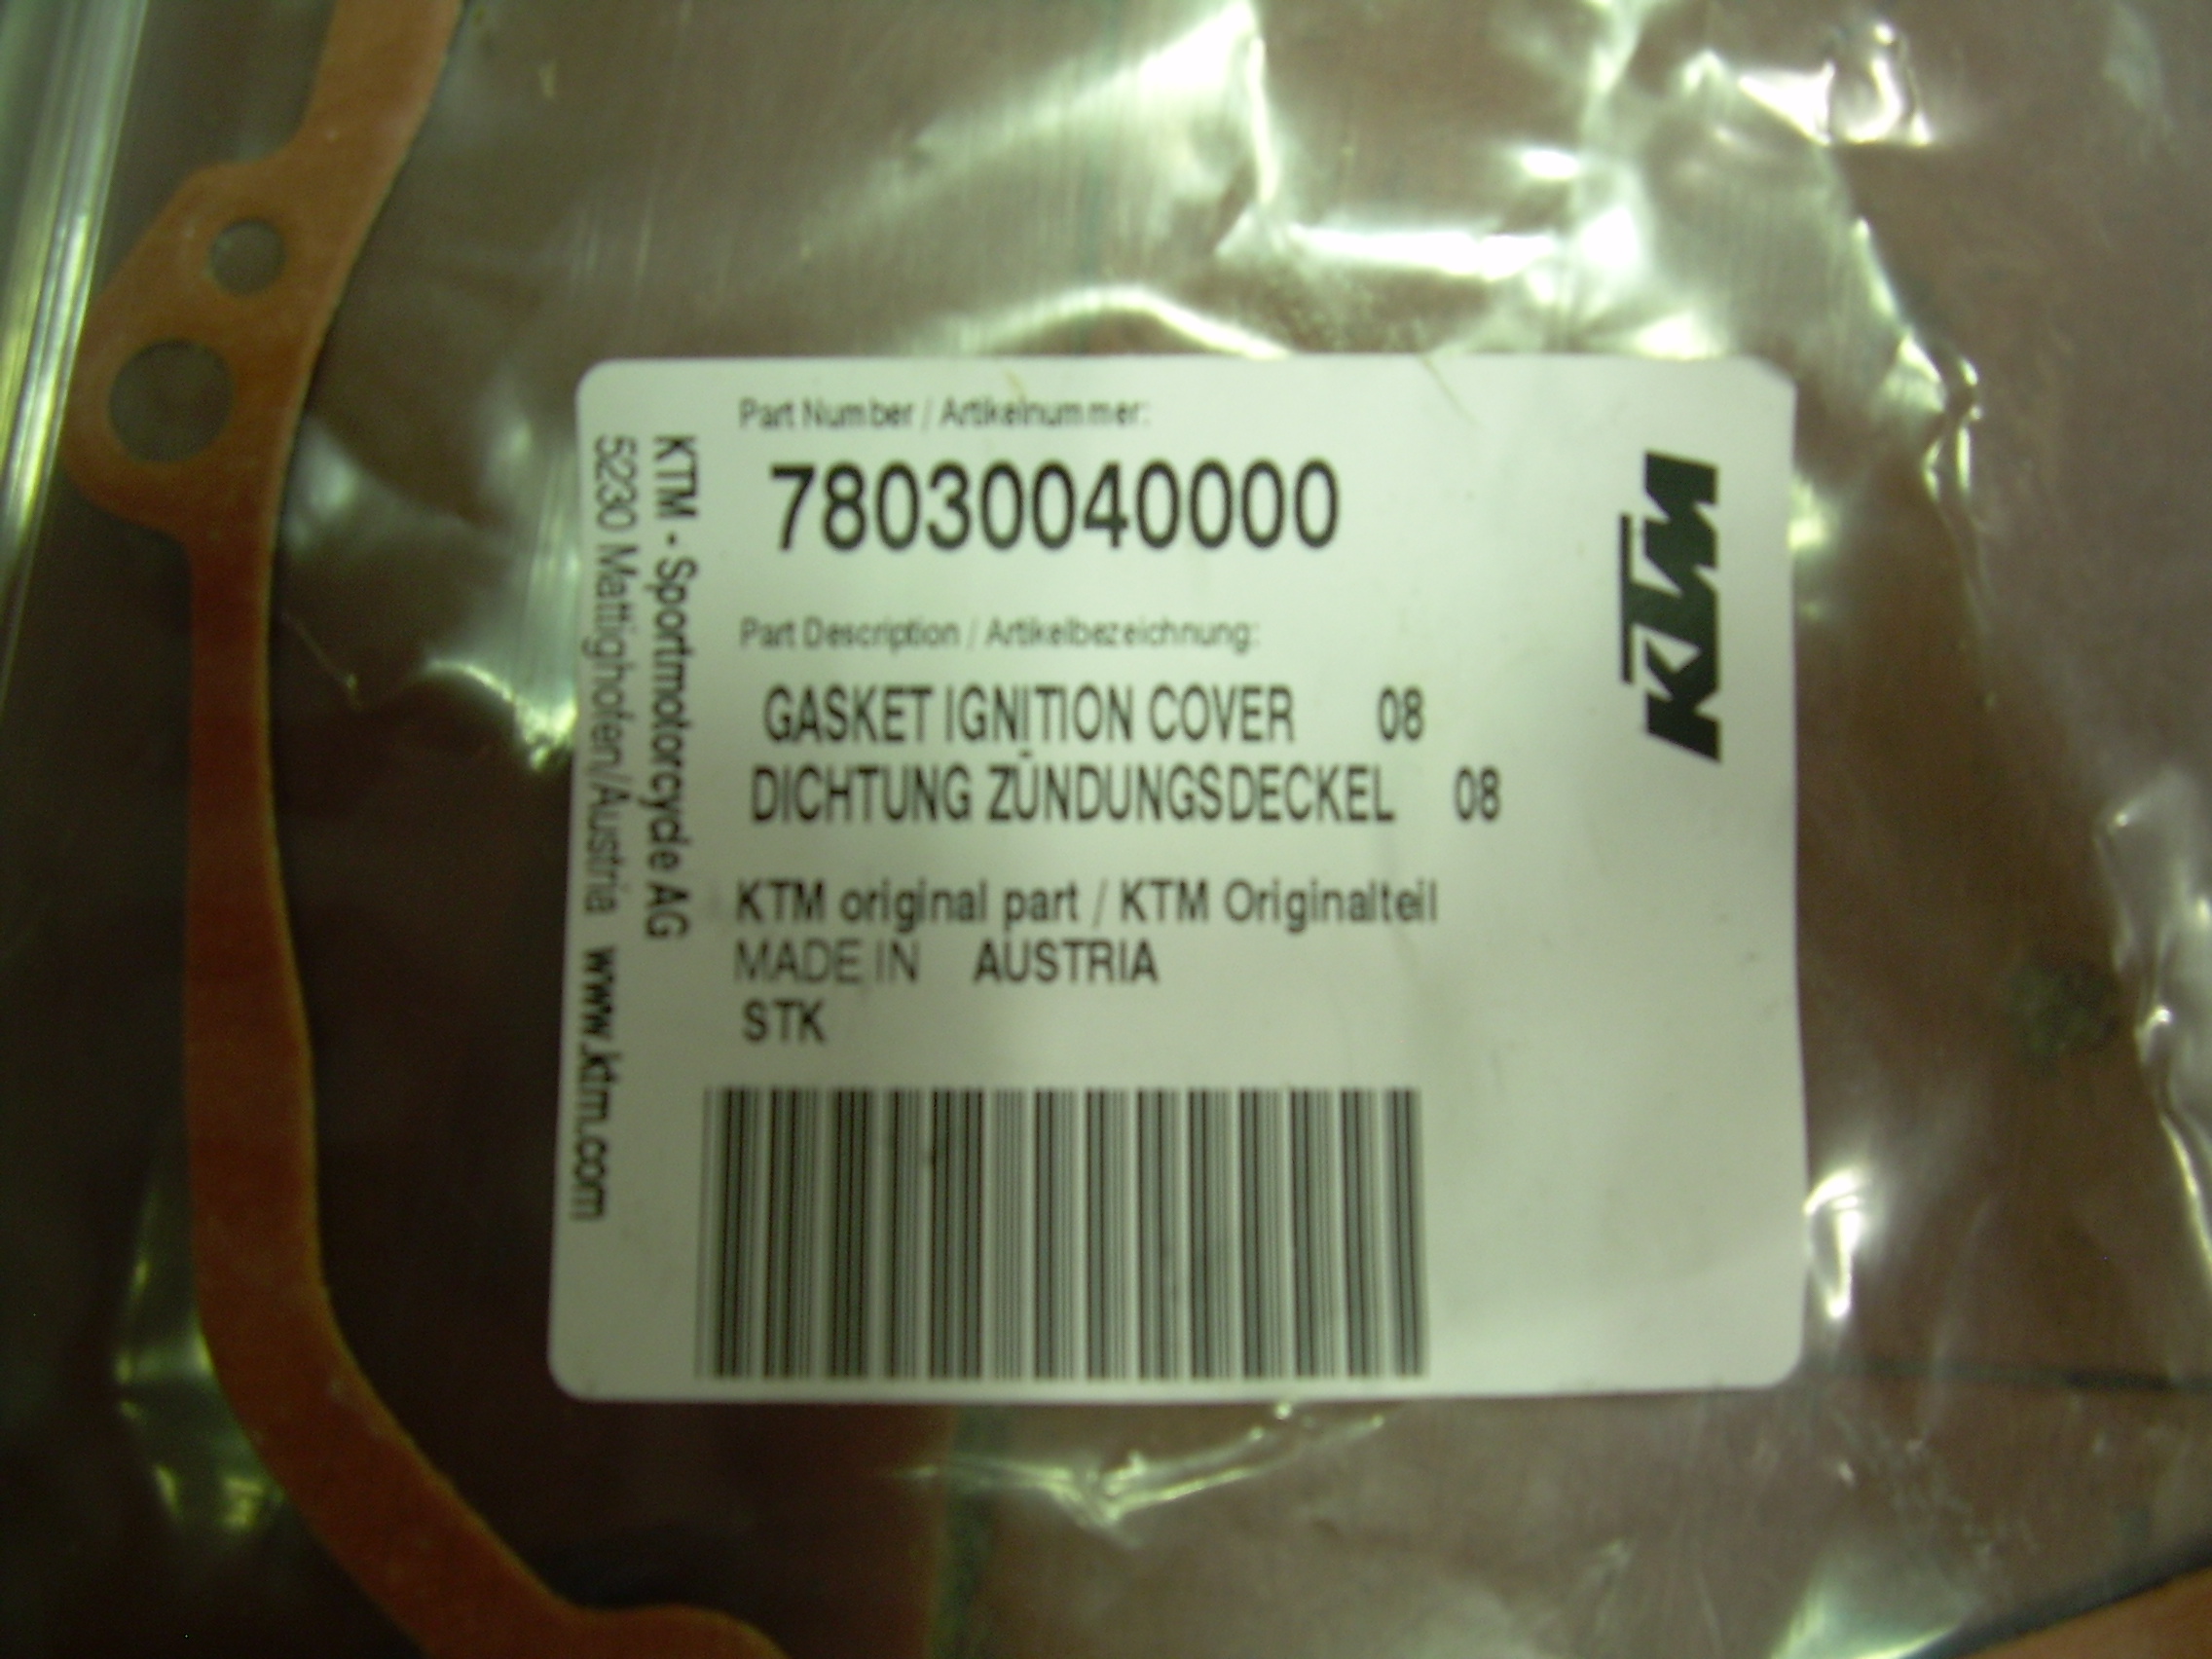 Part Number / Artikelnummer:
78030040000
Part Description / Artikelbezeichnung:
GASKET IGNITION COVER 08
DICHTUNG ZÜNDUNGSDECKEL 08
KTM original part / KTM Originalteil
MADE IN AUSTRIA
STK
KTM - Sportmotorcycle AG
5230 Mattighofen/Austria www.ktm.com
KTM